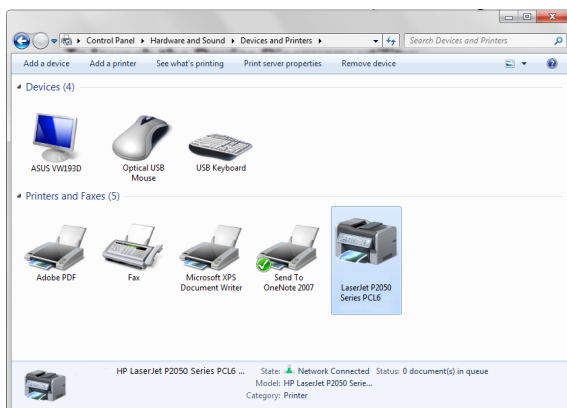 Control Panel ▸ Hardware and Sound ▸ Devices and Printers ▸
Search Devices and Printers
Add a device Add a printer See what's printing Print server properties Remove device
Devices (4)
ASUS VW193D
Optical USB
Mouse
USB Keyboard
Printers and Faxes (5)
Adobe PDF
Fax
Microsoft XPS
Document Writer
Send To
OneNote 2007
LaserJet P2050
Series PCL6
HP LaserJet P2050 Series PCL6 ... State: Network Connected Status: 0 document(s) in queue
Model: HP LaserJet P2050 Serie...
Category: Printer